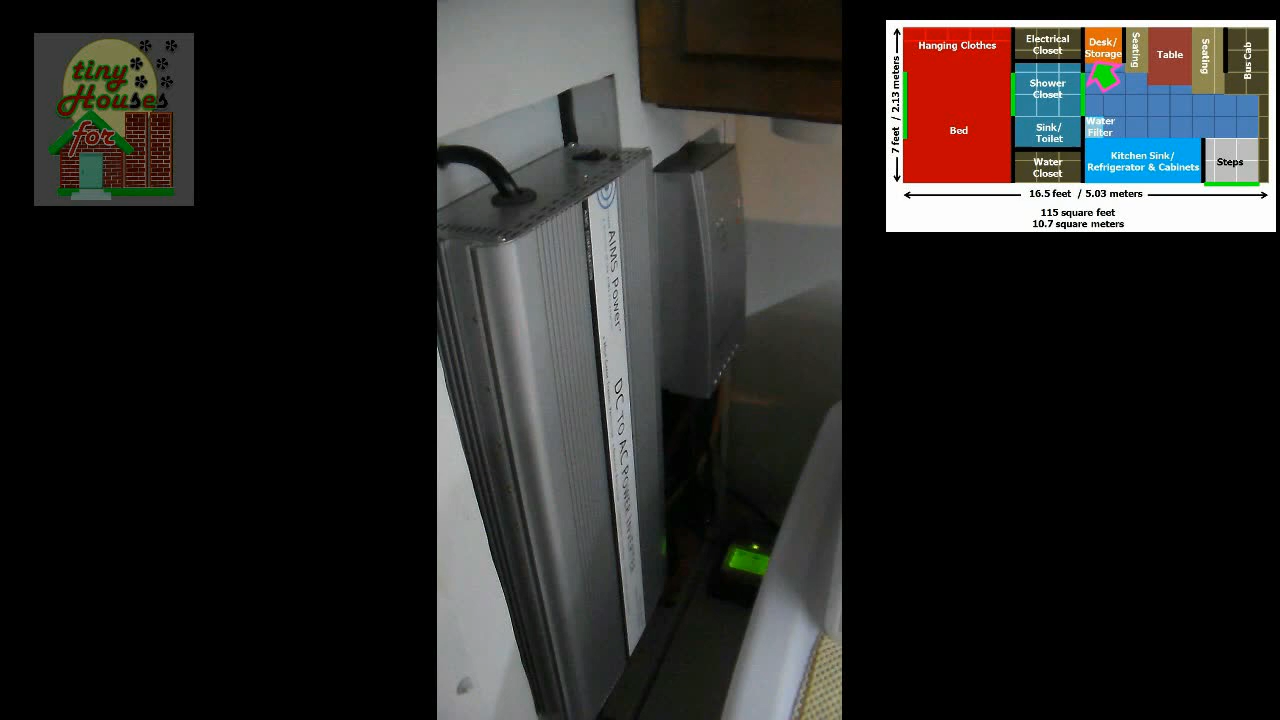 tiny
Houses
for
AIMS Power
DC TO AC POWER INVERTER
Hanging Clothes
Bed
Electrical
Closet
Shower
Closet
Sink/
Toilet
Water
Closet
Desk/
Storage
Seating
Table
Seating
Bus Cab
Water
Filter
Kitchen Sink/
Refrigerator & Cabinets
Steps
7 feet / 2.13 meters
16.5 feet / 5.03 meters
115 square feet
10.7 square meters